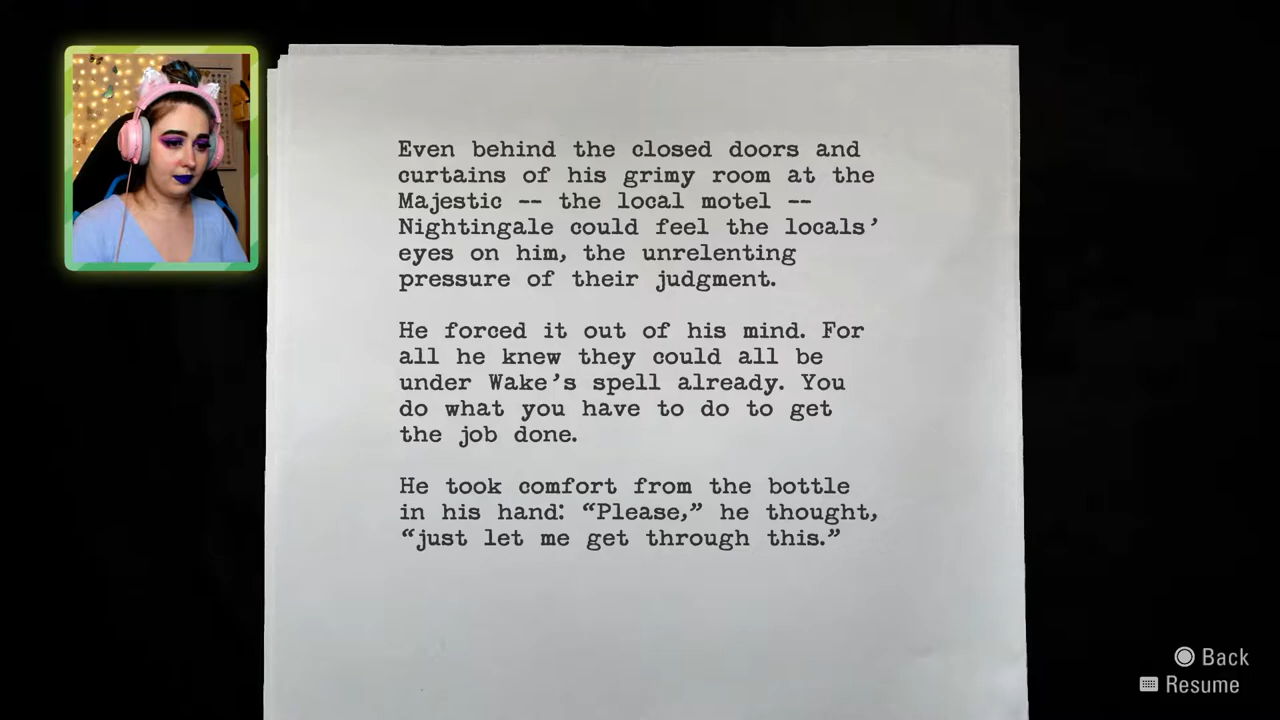 Even behind the closed doors and
curtains of his grimy room at the
Majestic -- the local motel --
Nightingale could feel the locals’
eyes on him, the unrelenting
pressure of their judgment.
He forced it out of his mind. For
all he knew they could all be
under Wake’s spell already. You
do what you have to do to get
the job done.
He took comfort from the bottle
in his hand: “Please,” he thought,
“just let me get through this.”
Back
Resume